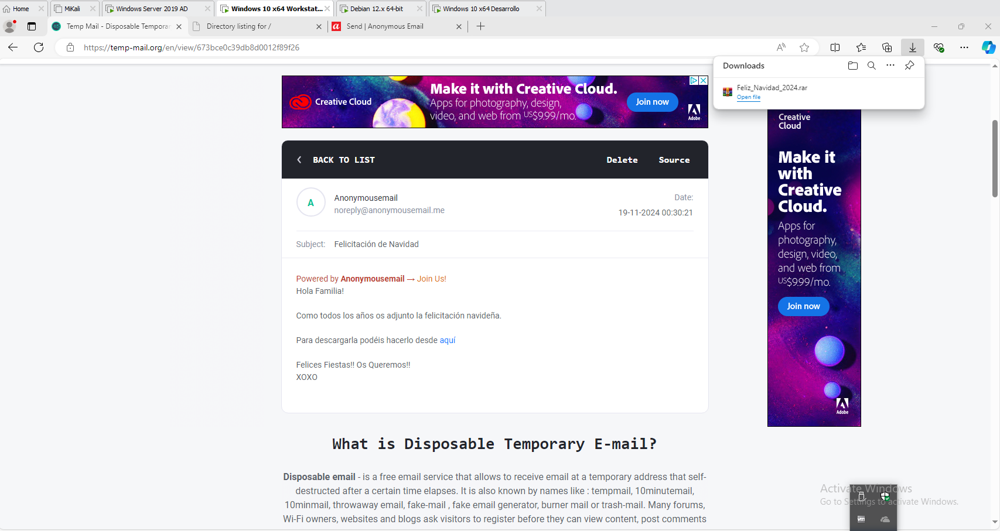 Home
MiKali
Windows Server 2019 AD
Windows 10 x64 Workstat...
Debian 12.x 64-bit
Windows 10 x64 Desarrollo
Temp Mail - Disposable Temporar
Directory listing for /
Send | Anonymous Email
https://temp-mail.org/en/view/673bce0c39db8d0012f89f26
Downloads
Feliz_Navidad_2024.rar
Open file
Creative Cloud
Make it with Creative Cloud.
Apps for photography, design,
video, and web from US$9.99/mo.
Join now
Adobe
BACK TO LIST
Delete
Source
A
Anonymousemail
noreply@anonymousemail.me
Date:
19-11-2024 00:30:21
Subject: Felicitación de Navidad
Powered by Anonymousemail → Join Us!
Hola Familia!
Como todos los años os adjunto la felicitación navideña.
Para descargarla podéis hacerlo desde aquí
Felices Fiestas!! Os Queremos!!
XOXO
Creative
Cloud
Make it
with
Creative
Cloud.
Apps for
photography,
design, video,
and web from
US$9.99/mo.
Join now
Adobe
What is Disposable Temporary E-mail?
Disposable email - is a free email service that allows to receive email at a temporary address that self-
destructed after a certain time elapses. It is also known by names like : tempmail, 10minutemail,
10minmail, throwaway email, fake-mail , fake email generator, burner mail or trash-mail. Many forums,
Wi-Fi owners, websites and blogs ask visitors to register before they can view content, post comments
Activate Windows
Go to Settings to activate Windows.
vm